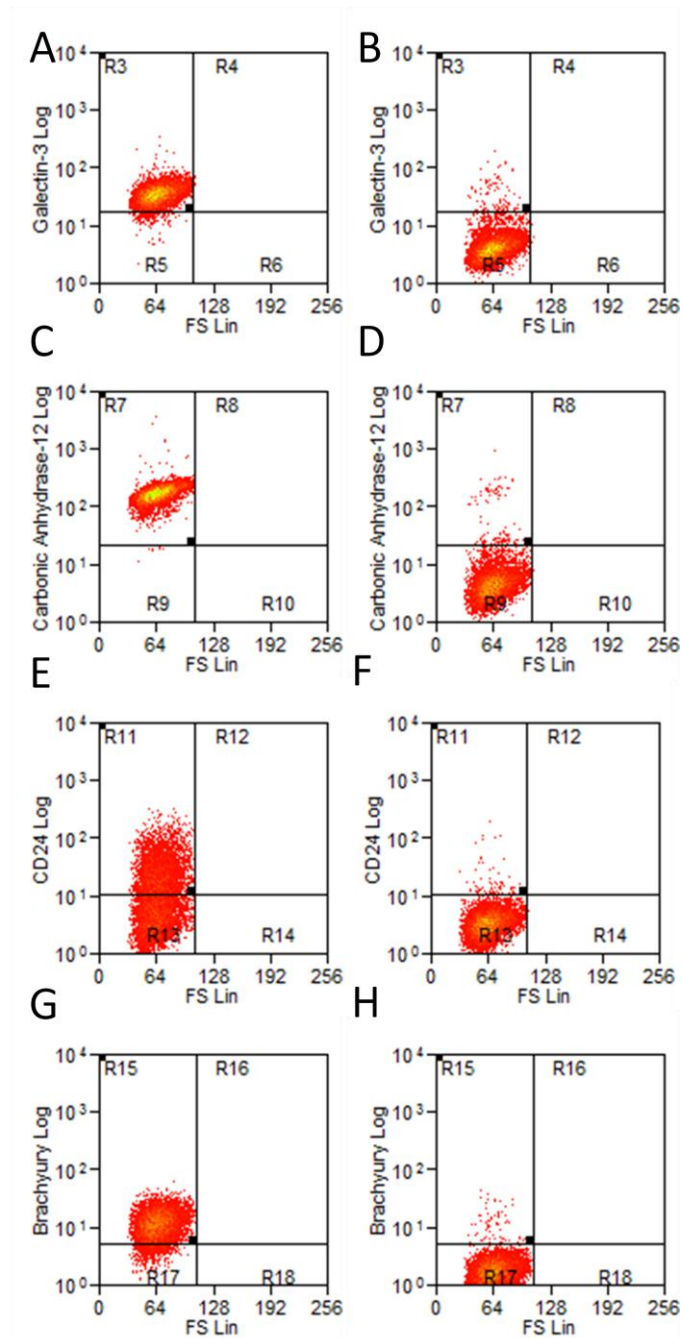 A
B
10⁴
R3
R4
10³
10²
10¹
10⁰
R5
R6
Galectin-3 Log
0
64
128
192
256
FS Lin
10⁴
R3
R4
10³
10²
10¹
10⁰
R5
R6
Galectin-3 Log
0
64
128
192
256
FS Lin
C
D
10⁴
R7
R8
10³
10²
10¹
10⁰
R9
R10
Carbonic Anhydrase-12 Log
0
64
128
192
256
FS Lin
10⁴
R7
R8
10³
10²
10¹
10⁰
R9
R10
Carbonic Anhydrase-12 Log
0
64
128
192
256
FS Lin
E
F
10⁴
R11
R12
10³
10²
10¹
10⁰
R13
R14
CD24 Log
0
64
128
192
256
FS Lin
10⁴
R11
R12
10³
10²
10¹
10⁰
R13
R14
CD24 Log
0
64
128
192
256
FS Lin
G
H
10⁴
R15
R16
10³
10²
10¹
10⁰
R17
R18
Brachyury Log
0
64
128
192
256
FS Lin
10⁴
R15
R16
10³
10²
10¹
10⁰
R17
R18
Brachyury Log
0
64
128
192
256
FS Lin